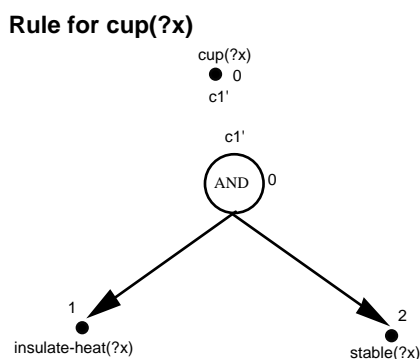 Rule for cup(?x)
cup(?x)
0
c1'
c1'
AND
0
1
2
insulate-heat(?x)
stable(?x)